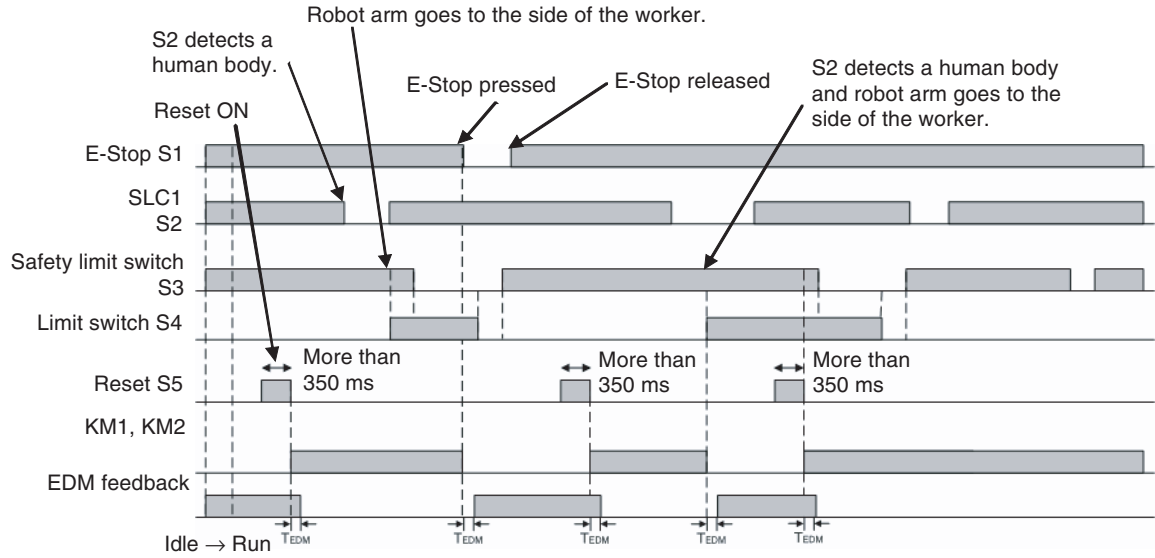 Robot arm goes to the side of the worker.
S2 detects a
human body.
E-Stop pressed
E-Stop released
S2 detects a human body
and robot arm goes to the
side of the worker.
Reset ON
E-Stop S1
SLC1
S2
Safety limit switch
S3
Limit switch S4
More than
350 ms
More than
350 ms
More than
350 ms
Reset S5
KM1, KM2
EDM feedback
TEDM
TEDM
TEDM
TEDM
TEDM
Idle → Run